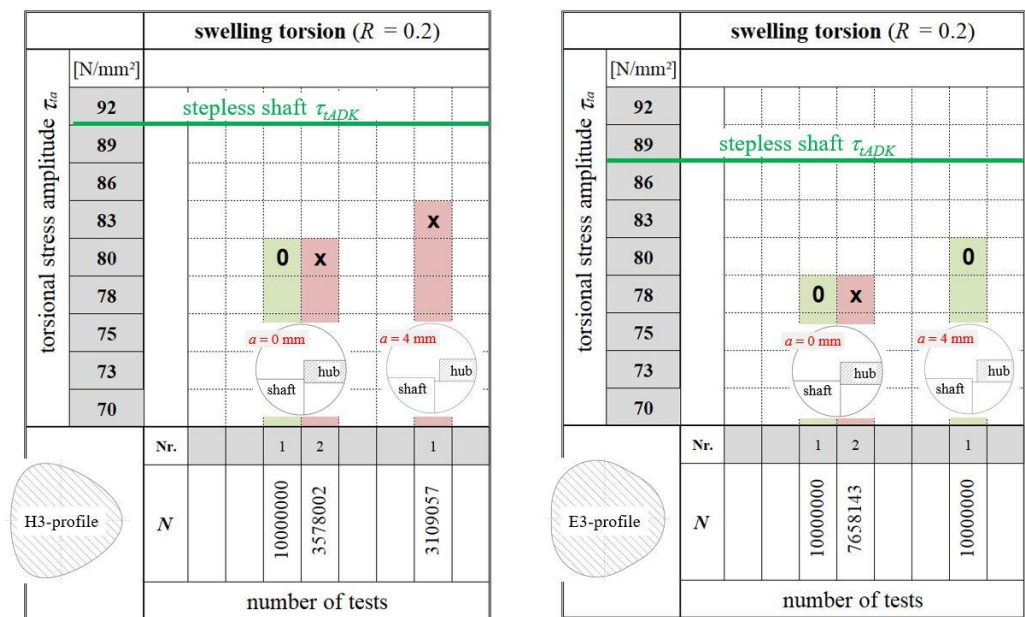 swelling torsion (R = 0.2)
torsional stress amplitude τta
[N/mm²]
92
89
86
83
80
78
75
73
70
stepless shaft τtADK
x
0 x
a = 0 mm
hub
shaft
a = 4 mm
hub
shaft
Nr. 1 2 1
H3-profile
N 10000000 3578002 3109057
number of tests
swelling torsion (R = 0.2)
torsional stress amplitude τta
[N/mm²]
92
89
86
83
80
78
75
73
70
stepless shaft τtADK
0
0 x
a = 0 mm
hub
shaft
a = 4 mm
hub
shaft
Nr. 1 2 1
E3-profile
N 10000000 7658143 10000000
number of tests